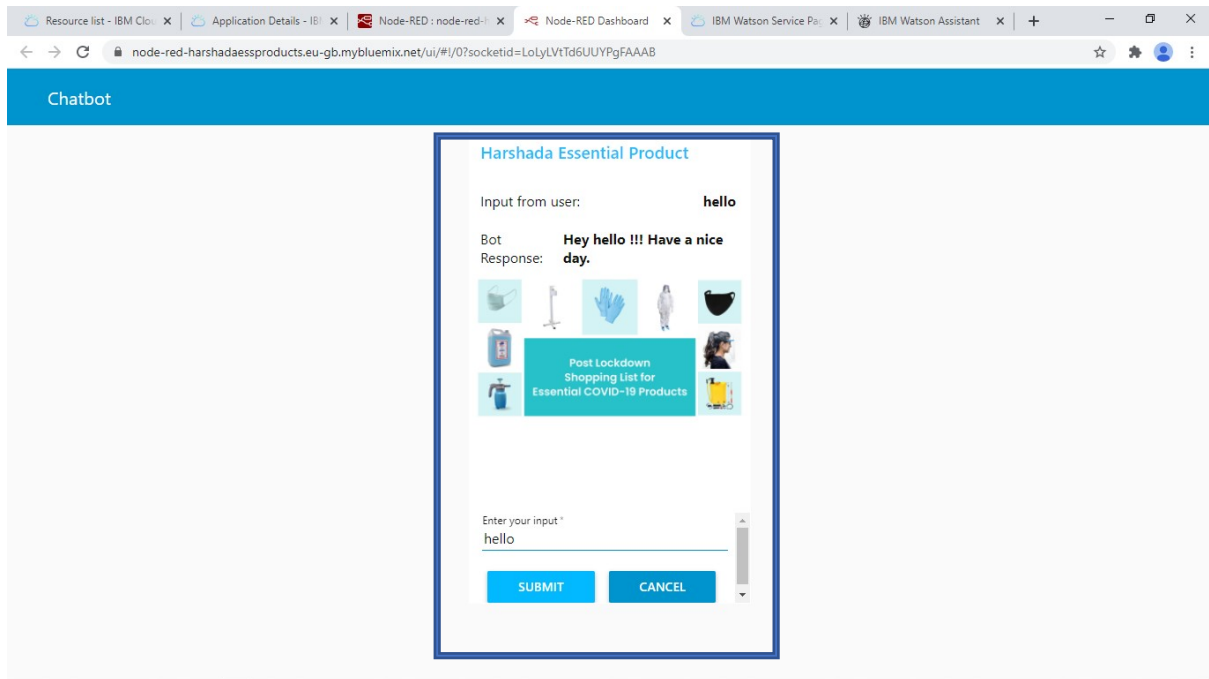 Resource list - IBM Clou
Application Details - IB
Node-RED : node-red-h
Node-RED Dashboard
IBM Watson Service Pag
IBM Watson Assistant
node-red-harshadaessproducts.eu-gb.mybluemix.net/ui/#!/0?socketid=LoLyLVtTd6UUYPgFAAAB
Chatbot
Harshada Essential Product
Input from user: hello
Bot Response: Hey hello !!! Have a nice day.
Post Lockdown
Shopping List for
Essential COVID-19 Products
Enter your input *
hello
SUBMIT CANCEL